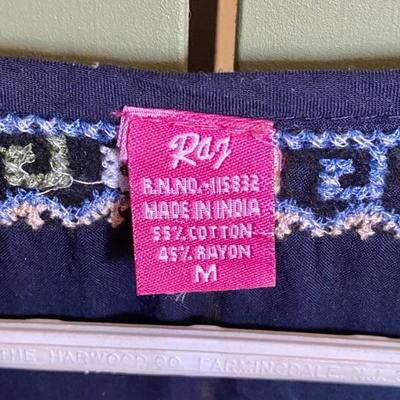 Raj
R.N.NO.-115832
MADE IN INDIA
55% COTTON
45% RAYON
M
THE HARWOOD CO. FARMINGDALE, N.J.